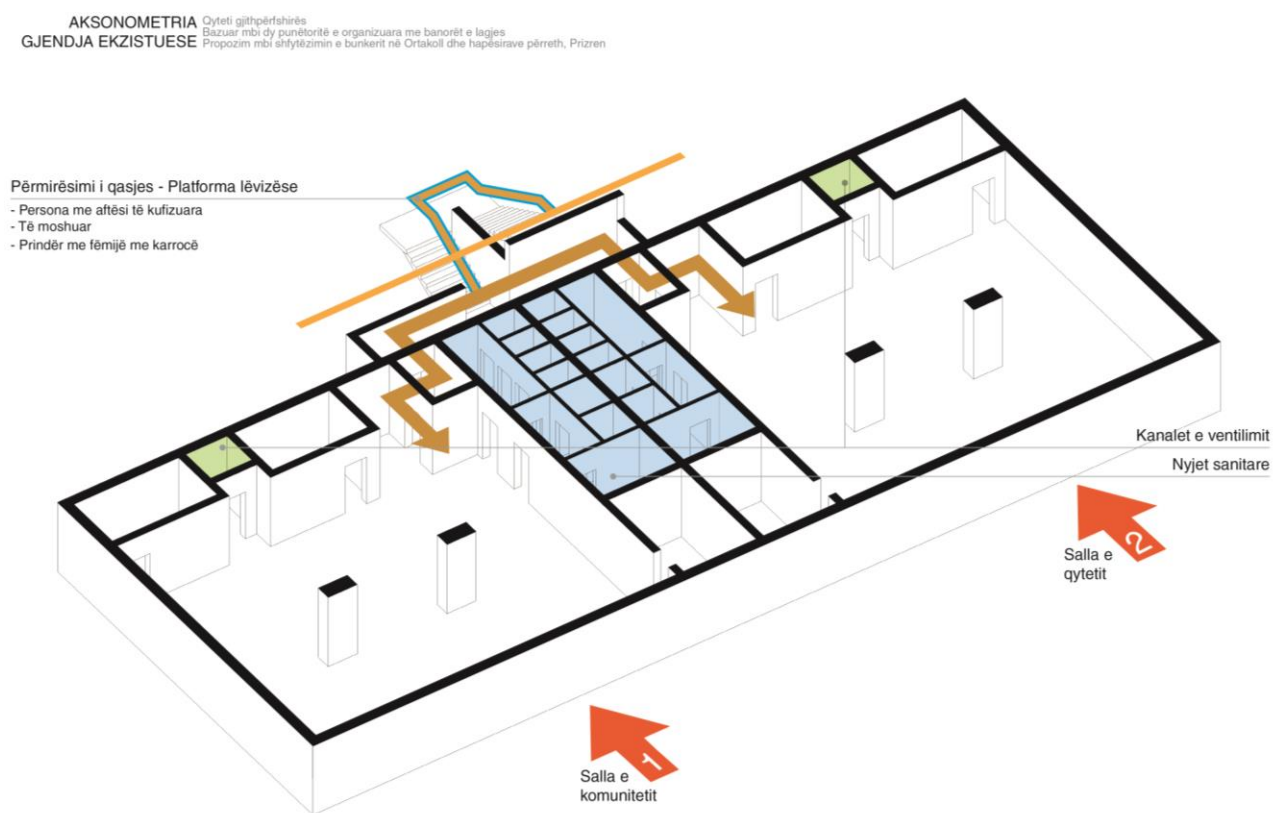 AKSONOMETRIA
GJENDJA EKZISTUESE
Qyteti gjithpërfshirës
Bazuar mbi dy punëtoritë e organizuara me banorët e lagjes
Propozim mbi shfytëzimin e bunkerit në Ortakoll dhe hapësirave përreth, Prizren
Përmirësimi i qasjes - Platforma lëvizëse
- Persona me aftësi të kufizuara
- Të moshuar
- Prindër me fëmijë me karrocë
Kanalet e ventilimit
Nyjet sanitare
2
Salla e
qytetit
1
Salla e
komunitetit